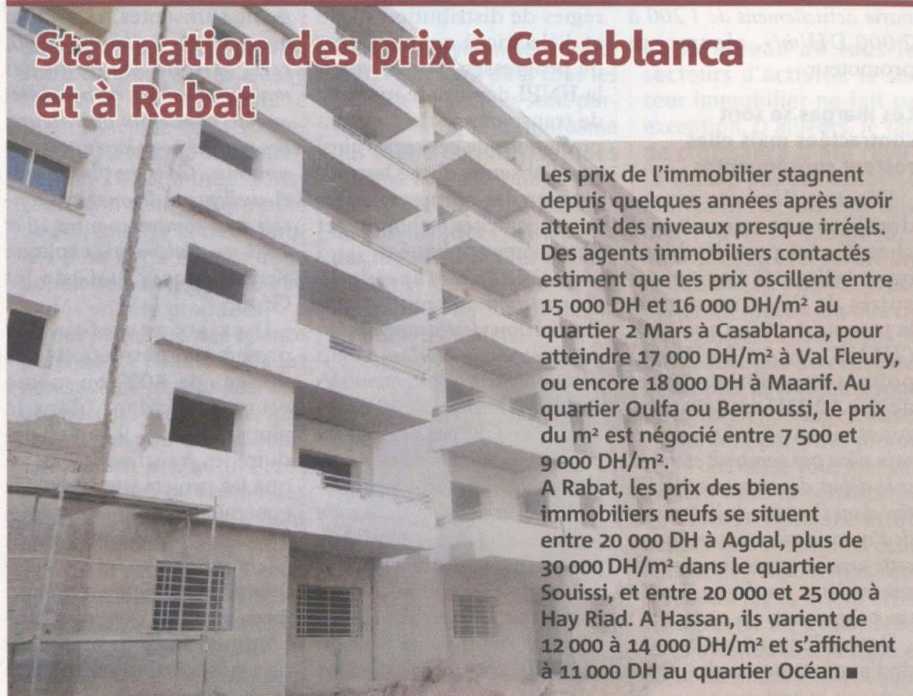 Stagnation des prix à Casablanca
et à Rabat
Les prix de l'immobilier stagnent
depuis quelques années après avoir
atteint des niveaux presque irréels.
Des agents immobiliers contactés
estiment que les prix oscillent entre
15 000 DH et 16 000 DH/m² au
quartier 2 Mars à Casablanca, pour
atteindre 17 000 DH/m² à Val Fleury,
ou encore 18 000 DH à Maarif. Au
quartier Oulfa ou Bernoussi, le prix
du m² est négocié entre 7 500 et
9 000 DH/m².
A Rabat, les prix des biens
immobiliers neufs se situent
entre 20 000 DH à Agdal, plus de
30 000 DH/m² dans le quartier
Souissi, et entre 20 000 et 25 000 à
Hay Riad. A Hassan, ils varient de
12 000 à 14 000 DH/m² et s'affichent
à 11 000 DH au quartier Océan ■